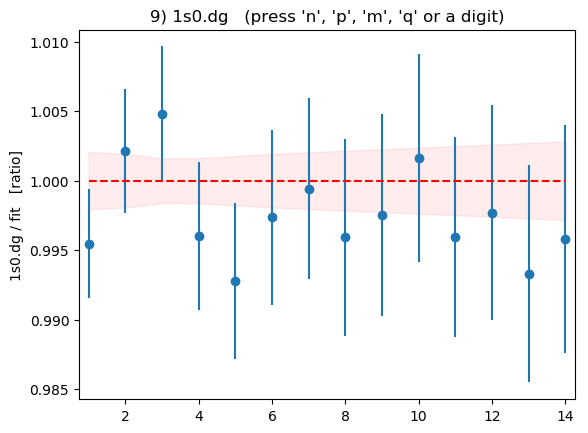 9) 1s0.dg   (press 'n', 'p', 'm', 'q' or a digit)
1s0.dg / fit   [ratio]
1.010
1.005
1.000
0.995
0.990
0.985
2 4 6 8 10 12 14